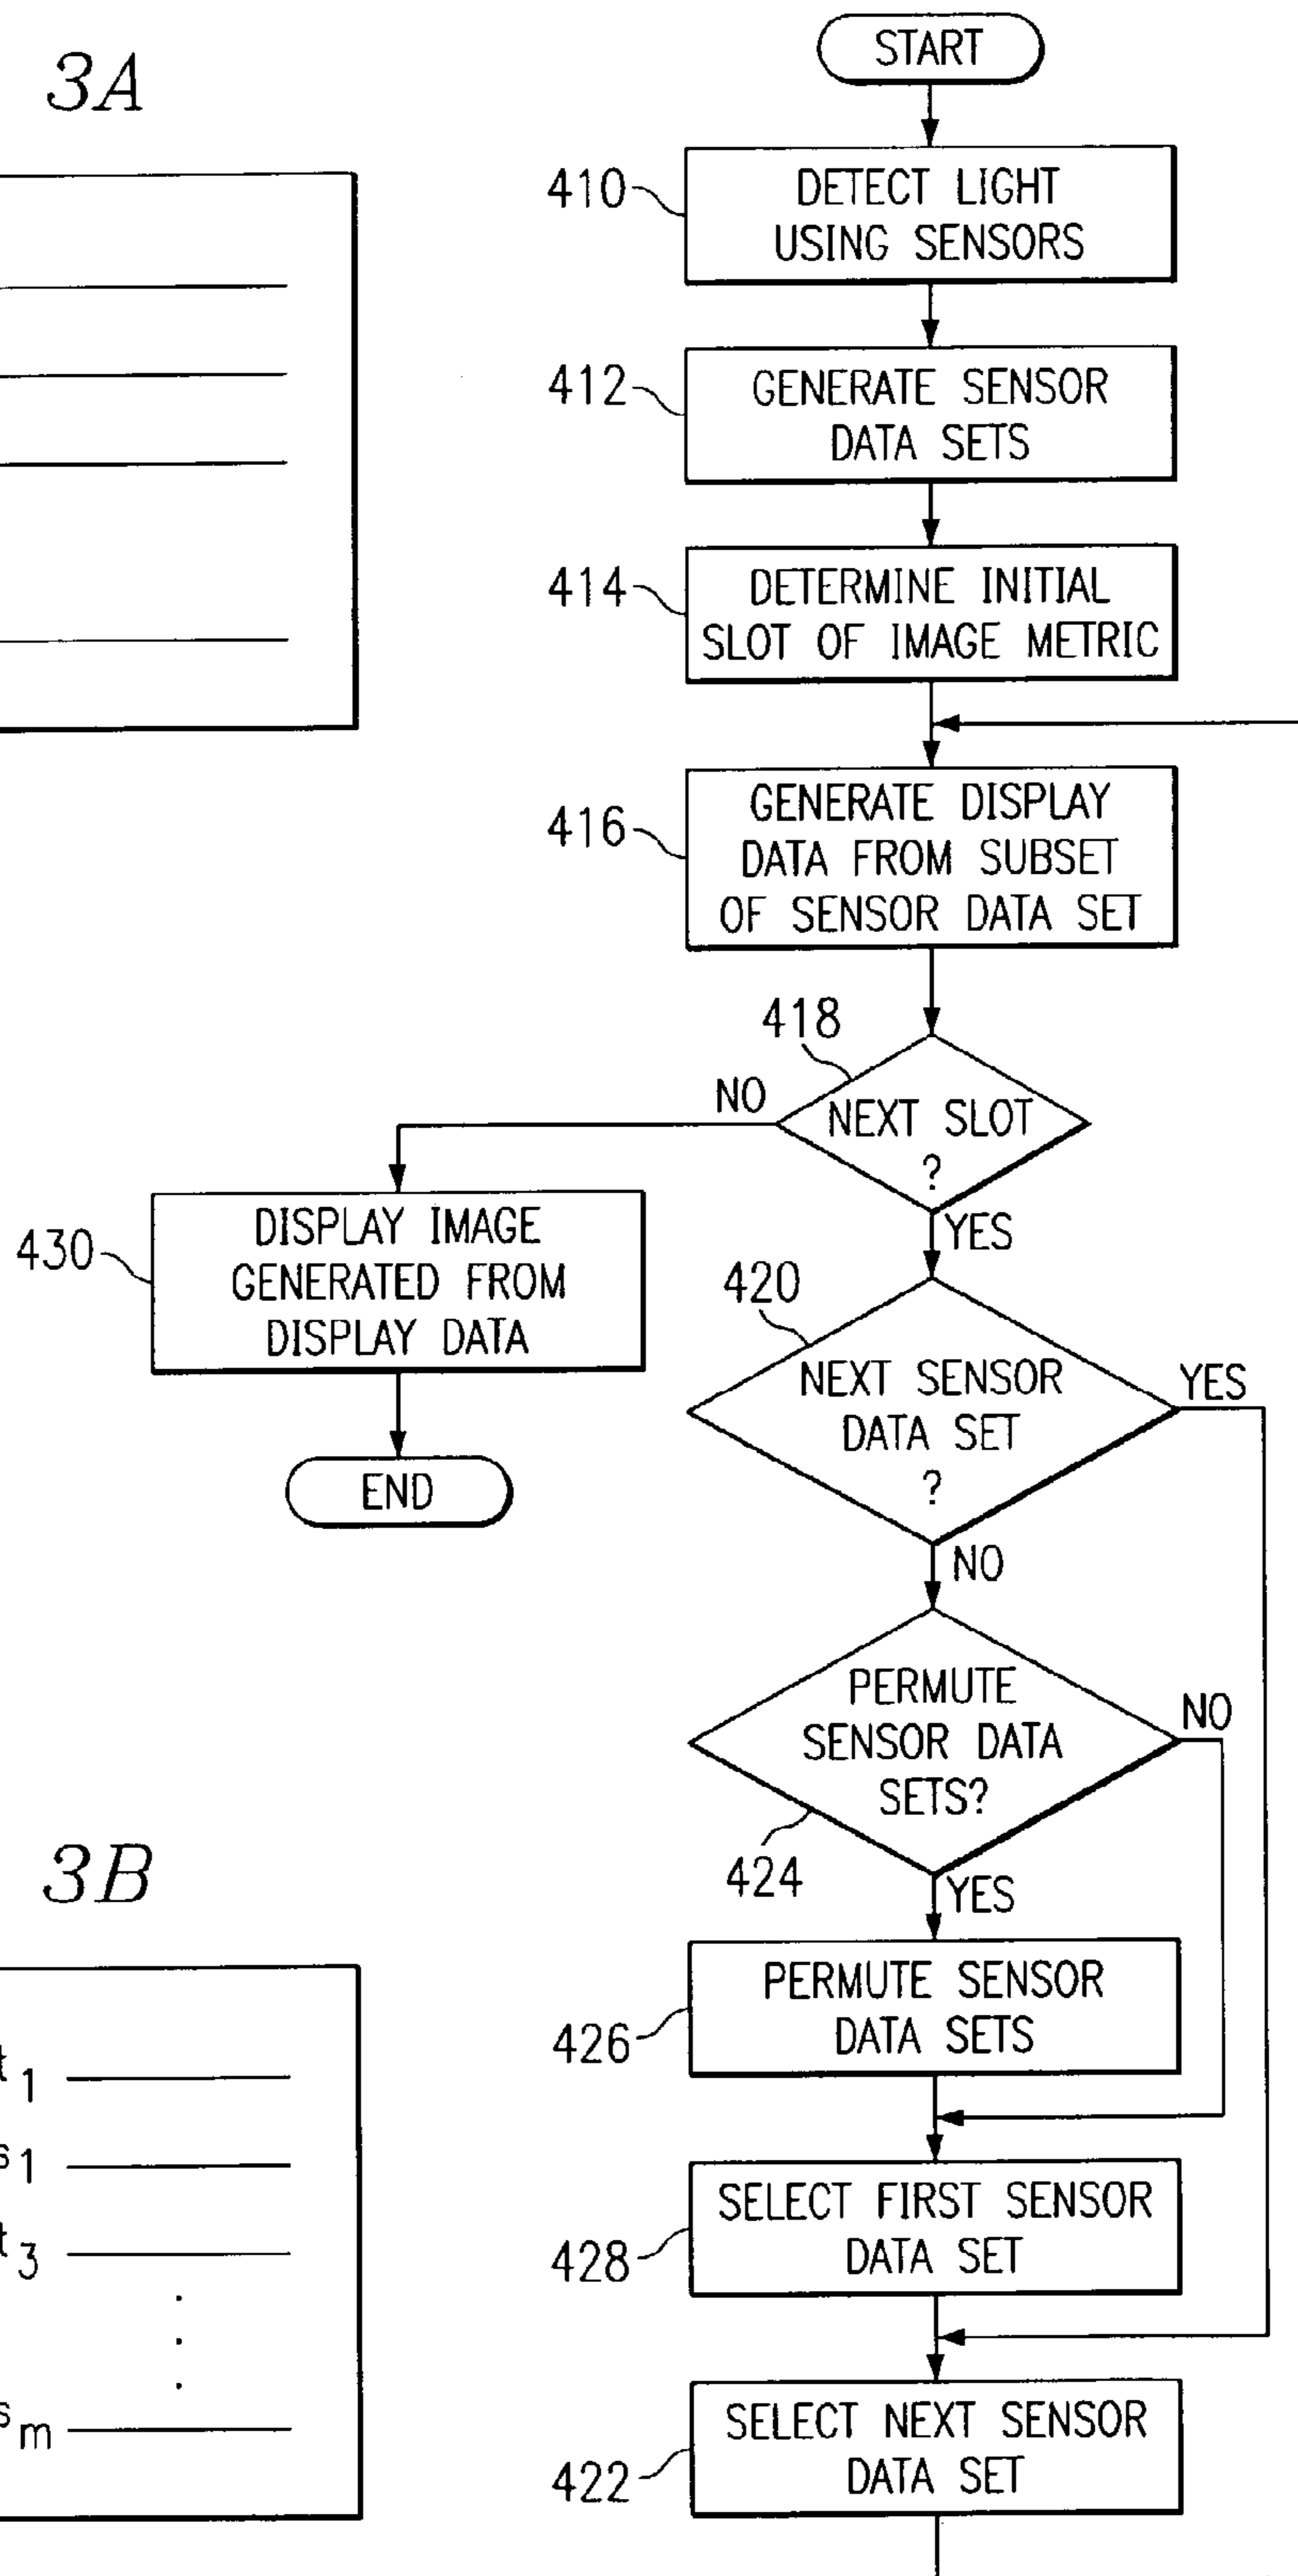 3A
START
410
DETECT LIGHT
USING SENSORS
412
GENERATE SENSOR
DATA SETS
414
DETERMINE INITIAL
SLOT OF IMAGE METRIC
416
GENERATE DISPLAY
DATA FROM SUBSET
OF SENSOR DATA SET
418
NO
NEXT SLOT
?
YES
430
DISPLAY IMAGE
GENERATED FROM
DISPLAY DATA
END
420
NEXT SENSOR
DATA SET
?
YES
NO
PERMUTE
SENSOR DATA
SETS?
NO
424
YES
3B
426
PERMUTE SENSOR
DATA SETS
t1
s1
t3
sm
428
SELECT FIRST SENSOR
DATA SET
422
SELECT NEXT SENSOR
DATA SET